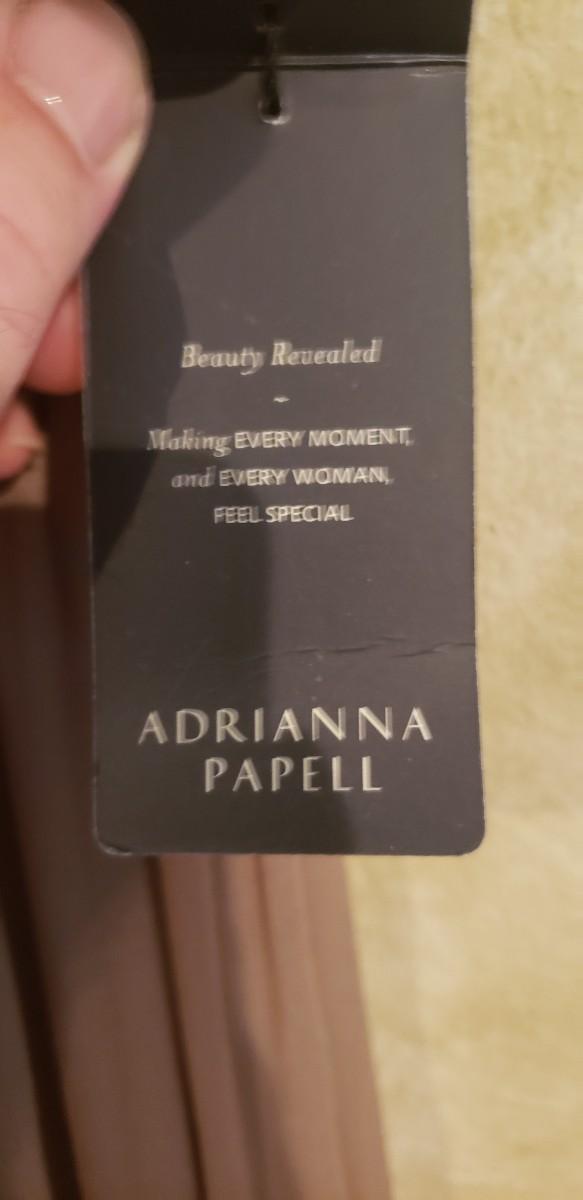 Beauty Revealed
~
Making EVERY MOMENT,
and EVERY WOMAN,
FEEL SPECIAL
ADRIANNA
PAPELL